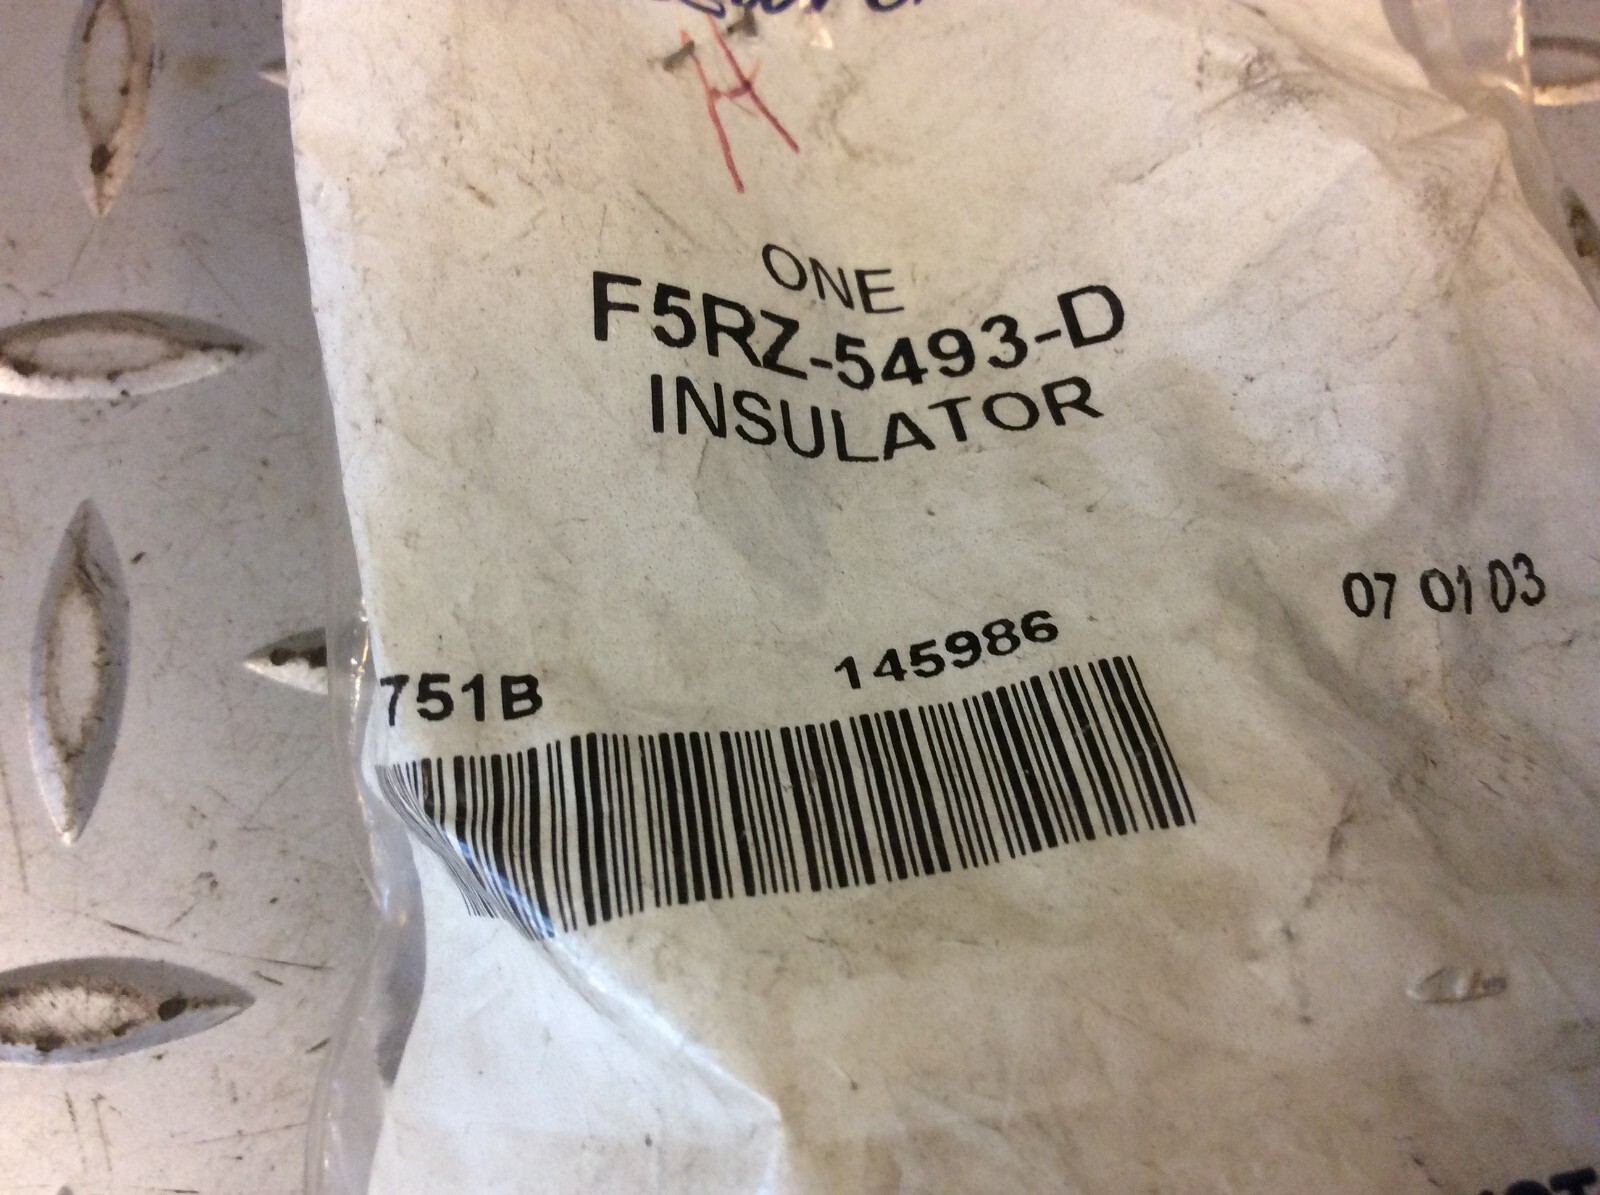 H
ONE
F5RZ-5493-D
INSULATOR
07 01 03
751B 145986